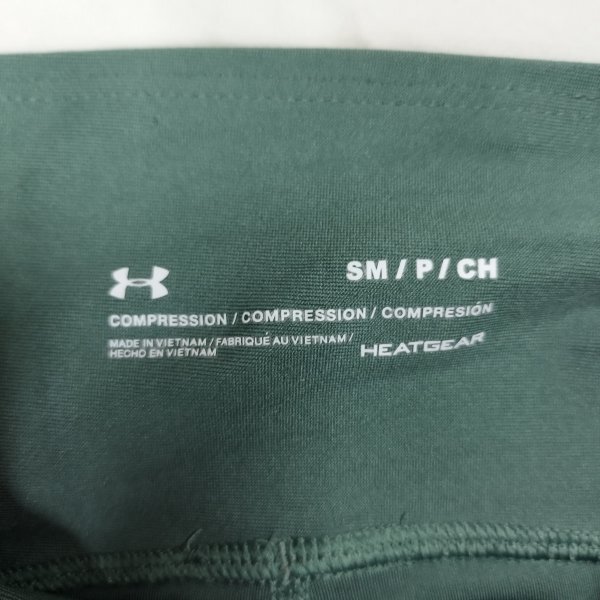 SM / P / CH
COMPRESSION / COMPRESSION / COMPRESIÓN
MADE IN VIETNAM / FABRIQUÉ AU VIETNAM /
HECHO EN VIETNAM
HEATGEAR